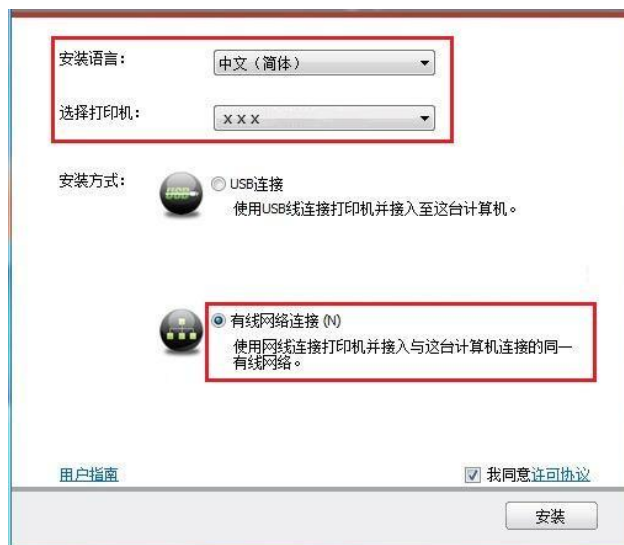 安装语言：
中文（简体）
选择打印机：
XXX
安装方式：
USB
USB连接
使用USB线连接打印机并接入至这台计算机。
有线网络连接 (N)
使用网线连接打印机并接入与这台计算机连接的同一
有线网络。
用户指南
我同意许可协议
安装